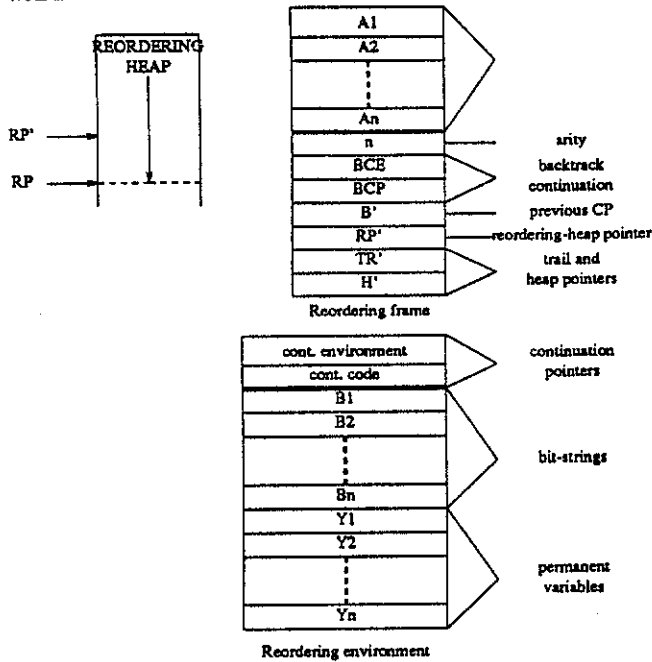 REORDERING
HEAP
RP'
RP
A1
A2
An
n
BCE
BCP
B'
RP'
TR'
H'
arity
backtrack
continuation
previous CP
reordering-heap pointer
trail and
heap pointers
Reordering frame
cont. environment
cont. code
B1
B2
Bn
Y1
Y2
Yn
continuation
pointers
bit-strings
permanent
variables
Reordering environment